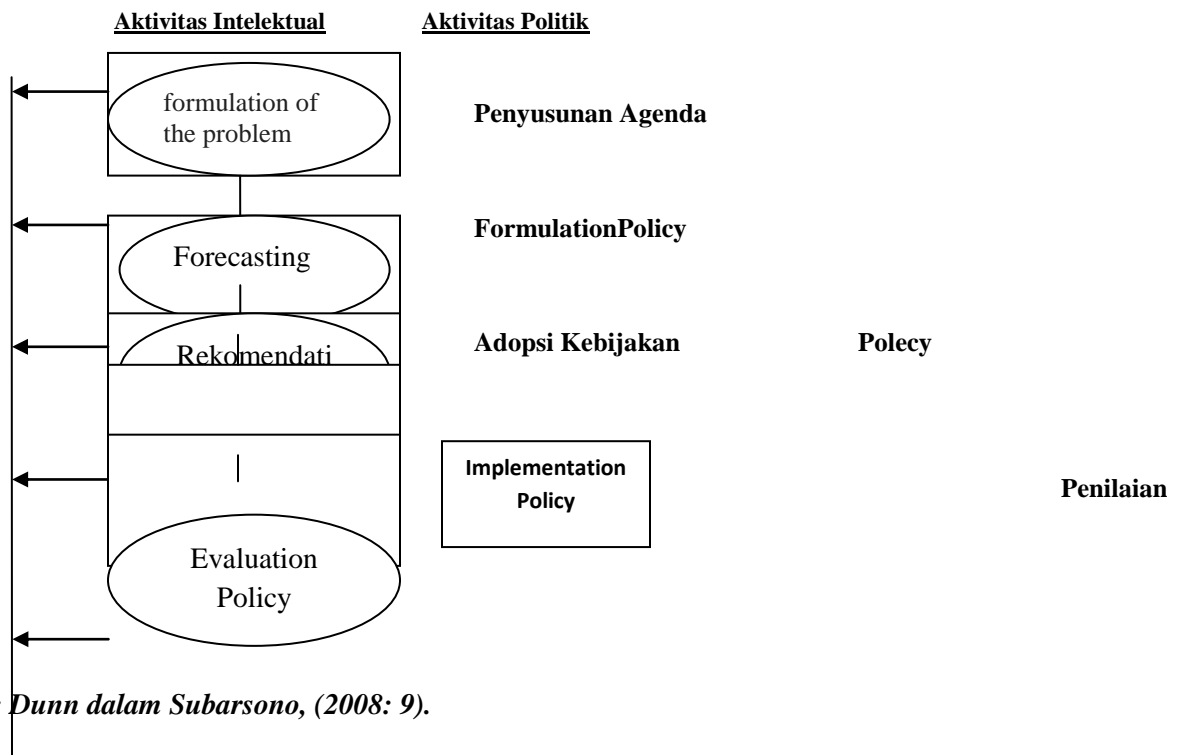 Aktivitas Intelektual Aktivitas Politik
formulation of
the problem
Penyusunan Agenda
FormulationPolicy
Forecasting
Adopsi Kebijakan Polecy
Rekomendati
Implementation
Policy
Penilaian
Evaluation
Policy
Dunn dalam Subarsono, (2008: 9).